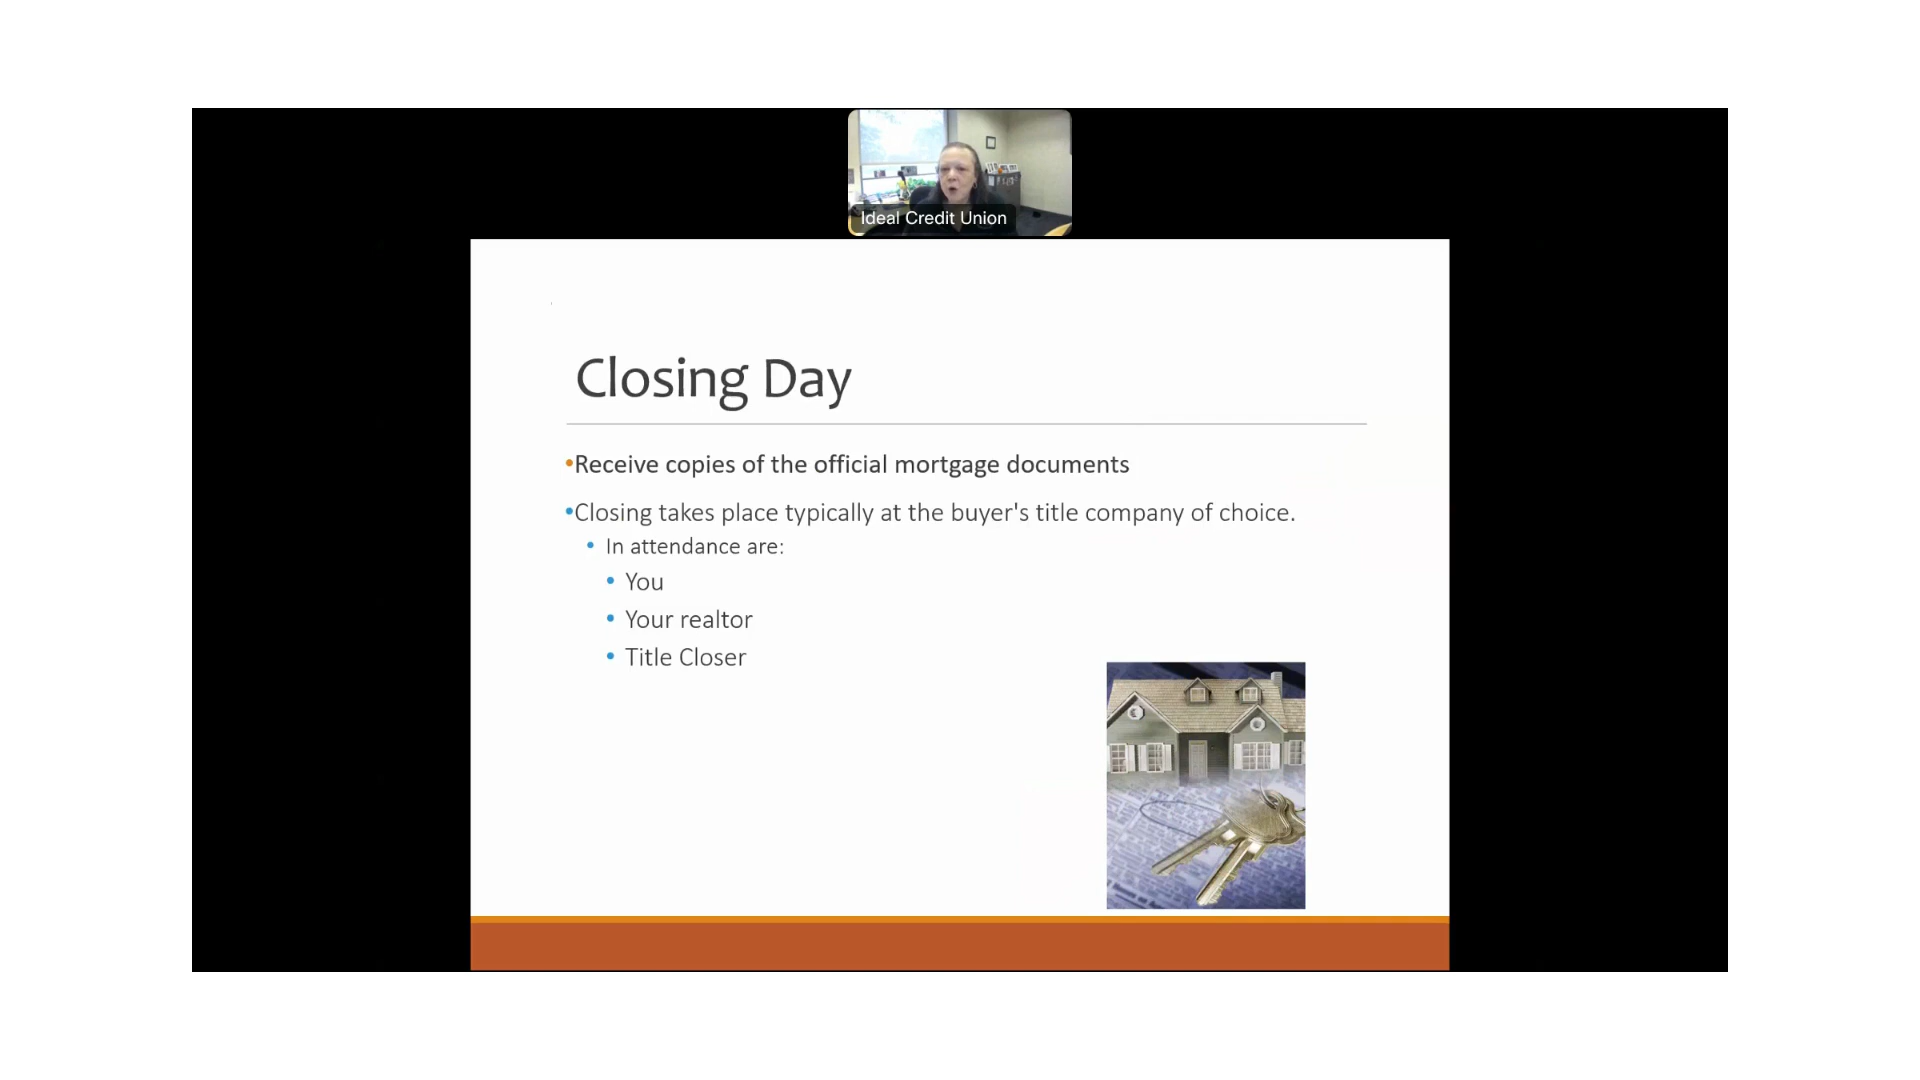 Ideal Credit Union
Closing Day
•Receive copies of the official mortgage documents
•Closing takes place typically at the buyer's title company of choice.
• In attendance are:
• You
• Your realtor
• Title Closer